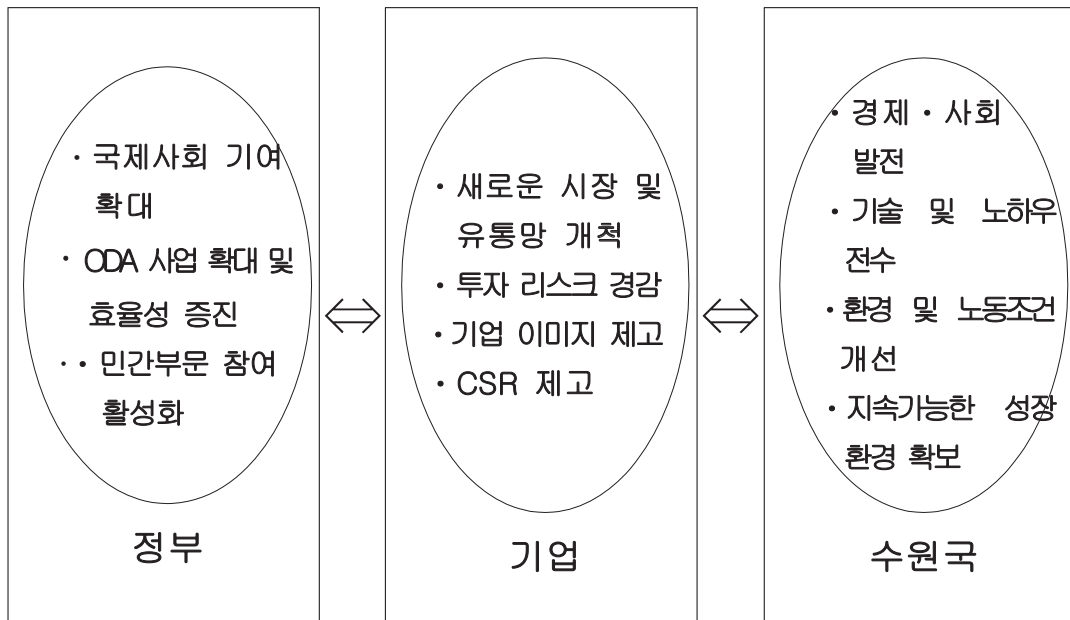 · 국제사회 기여
확대
· ODA 사업 확대 및
효율성 증진
· · 민간부문 참여
활성화
정부
⇔
· 새로운 시장 및
유통망 개척
· 투자 리스크 경감
· 기업 이미지 제고
· CSR 제고
기업
⇔
· 경제 · 사회
발전
· 기술 및 노하우
전수
· 환경 및 노동조건
개선
· 지속가능한 성장
환경 확보
수원국